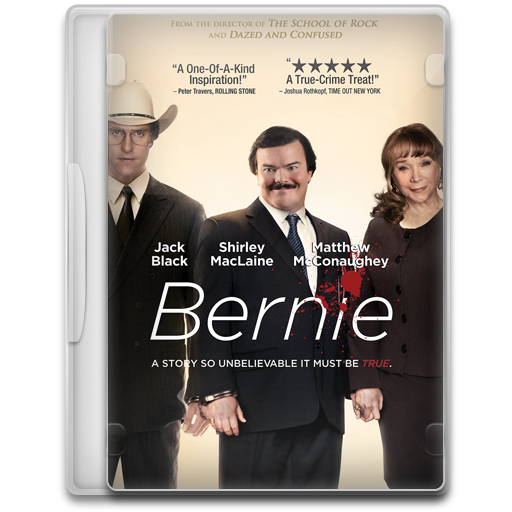 FROM THE DIRECTOR OF THE SCHOOL OF ROCK
AND DAZED AND CONFUSED
"A One-Of-A-Kind
Inspiration!"
– Peter Travers, ROLLING STONE
"★★★★★
A True-Crime Treat!"
– Joshua Rothkopf, TIME OUT NEW YORK
Jack
Black
Shirley
MacLaine
Matthew
McConaughey
Bernie
A STORY SO UNBELIEVABLE IT MUST BE TRUE.